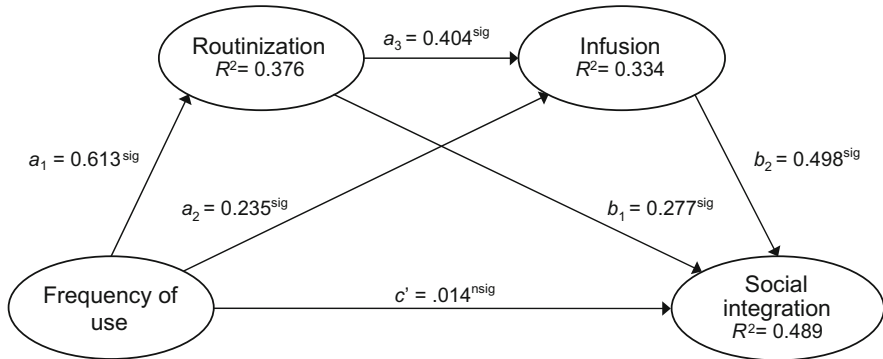 Routinization
R²= 0.376
a₃ = 0.404ˢⁱᵍ
Infusion
R²= 0.334
a₁ = 0.613ˢⁱᵍ
a₂ = 0.235ˢⁱᵍ
b₁ = 0.277ˢⁱᵍ
b₂ = 0.498ˢⁱᵍ
Frequency of
use
c’ = .014ⁿˢⁱᵍ
Social
integration
R²= 0.489